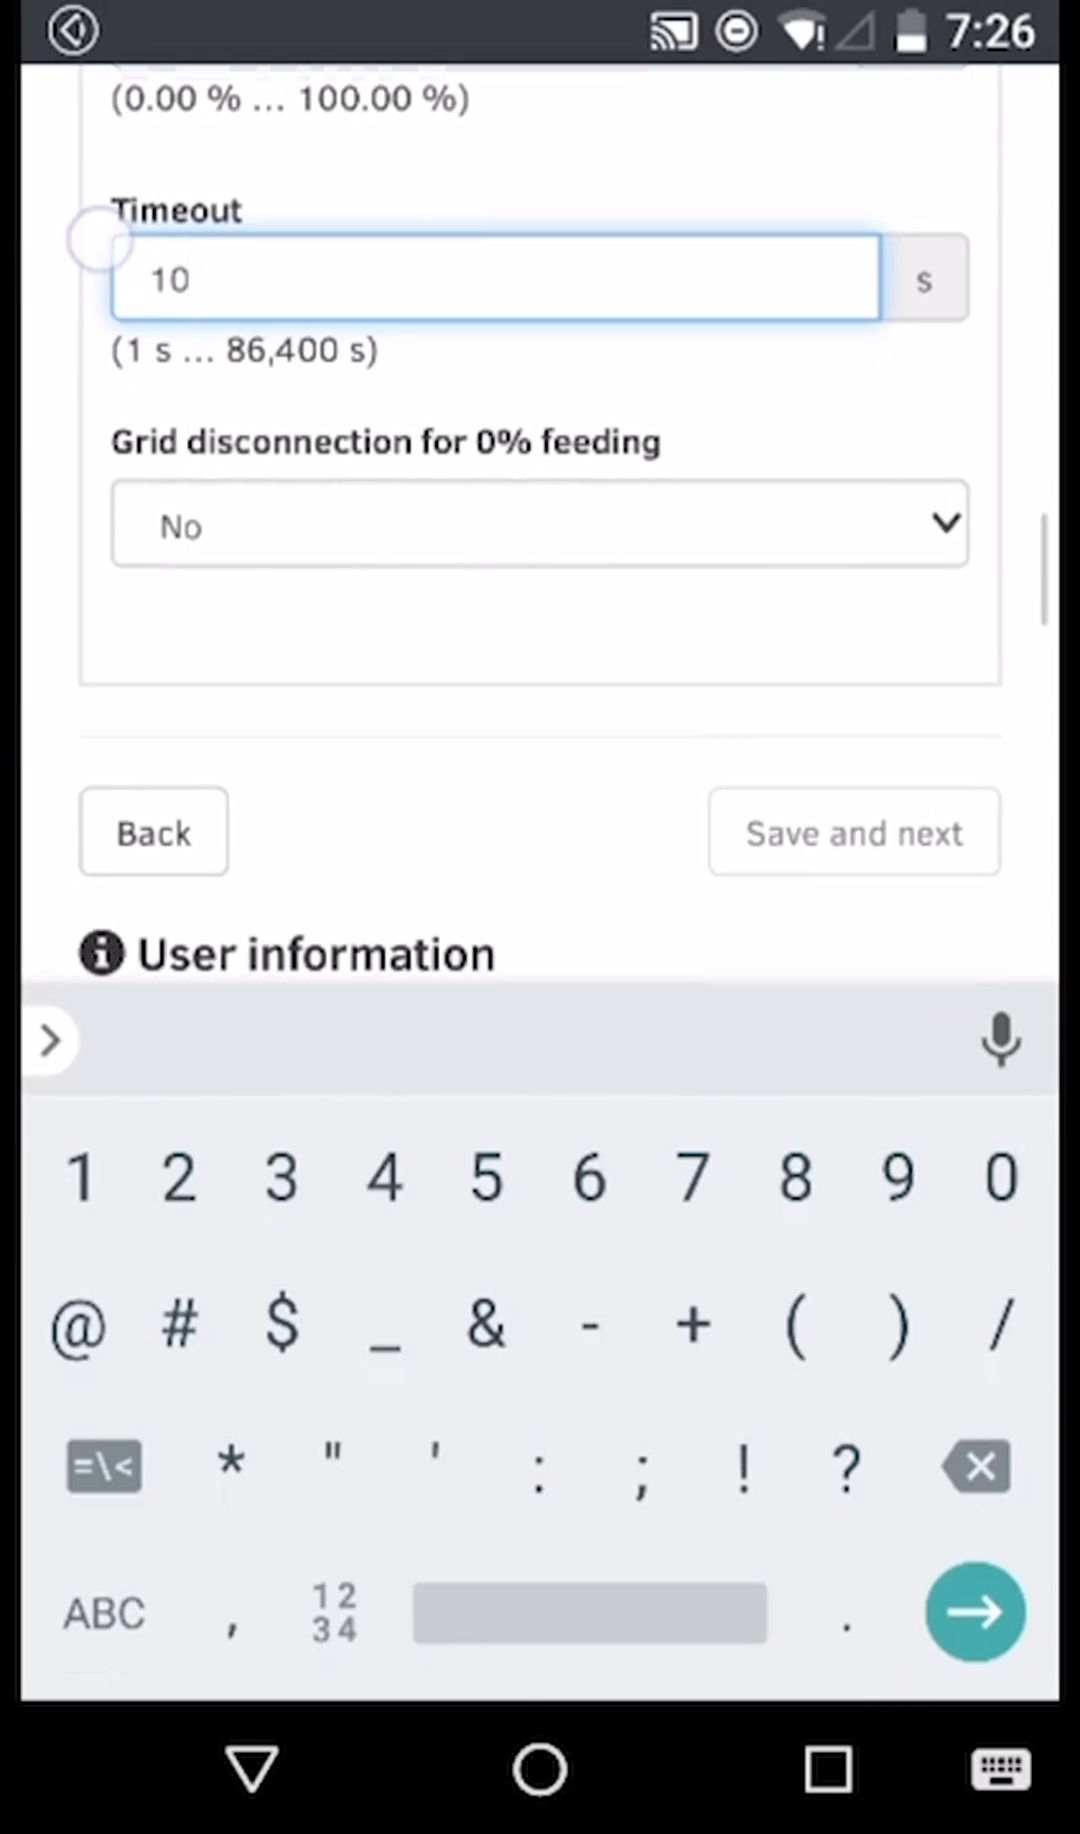 7:26
(0.00 % ... 100.00 %)
Timeout
10 s
(1 s ... 86,400 s)
Grid disconnection for 0% feeding
No
Back Save and next
User information
1 2 3 4 5 6 7 8 9 0
@ # $ _ & - + ( ) /
=\< * " ' : ; ! ?
ABC , 12 34 .